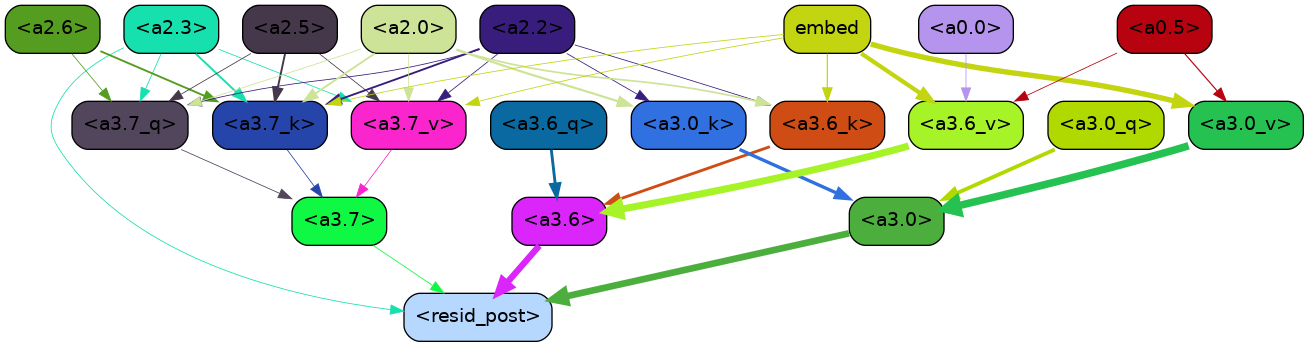 <a2.6> <a2.3> <a2.5> <a2.0> <a2.2> embed <a0.0> <a0.5>
<a3.7_q> <a3.7_k> <a3.7_v> <a3.6_q> <a3.0_k> <a3.6_k> <a3.6_v> <a3.0_q> <a3.0_v>
<a3.7> <a3.6> <a3.0>
<resid_post>